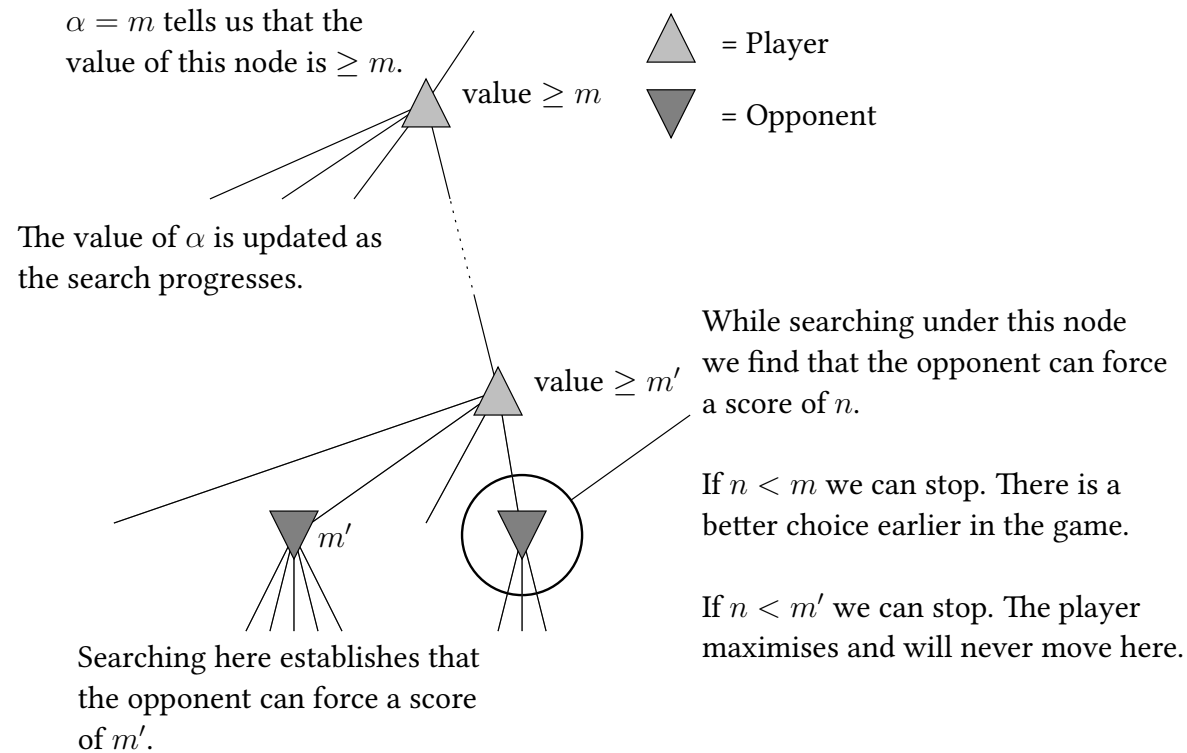 α = m tells us that the
value of this node is ≥ m.
value ≥ m
= Player
= Opponent
The value of α is updated as
the search progresses.
value ≥ m′
While searching under this node
we find that the opponent can force
a score of n.
If n < m we can stop. There is a
better choice earlier in the game.
If n < m′ we can stop. The player
maximises and will never move here.
m′
Searching here establishes that
the opponent can force a score
of m′.